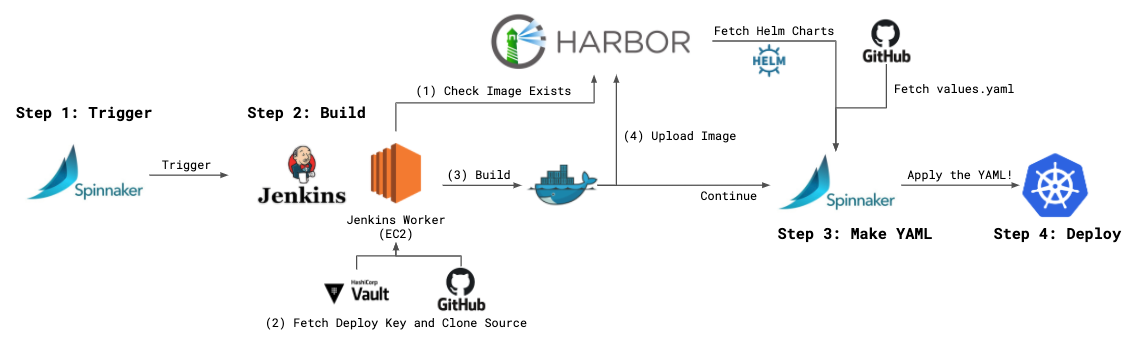 HARBOR
Fetch Helm Charts
HELM
GitHub
(1) Check Image Exists
Fetch values.yaml
Step 1: Trigger
Step 2: Build
(4) Upload Image
Spinnaker
Trigger
Jenkins
(3) Build
Continue
Spinnaker
Apply the YAML!
Jenkins Worker
(EC2)
Step 3: Make YAML
Step 4: Deploy
HashiCorp
Vault
GitHub
(2) Fetch Deploy Key and Clone Source